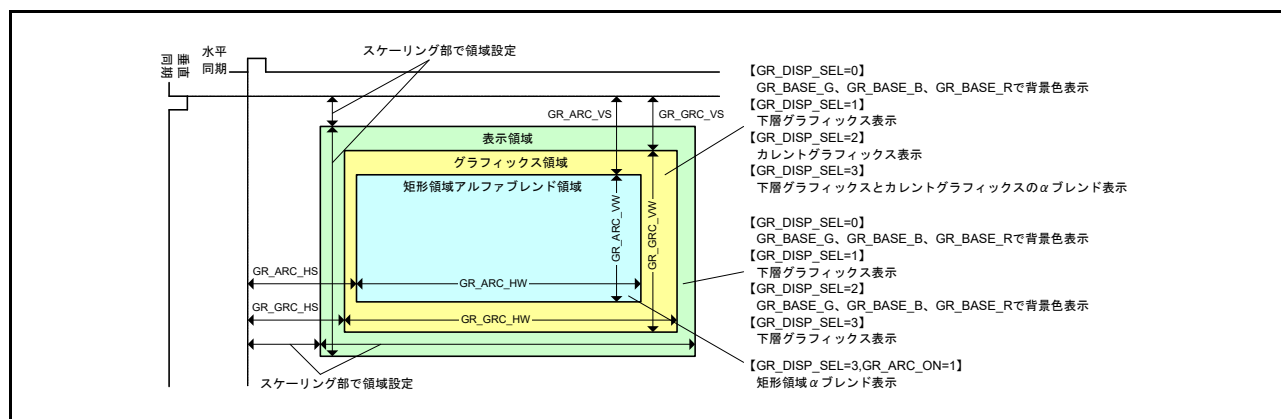 水平
同期
垂直
同期
スケーリング部で領域設定
GR_ARC_VS
GR_GRC_VS
表示領域
グラフィックス領域
矩形領域アルファブレンド領域
GR_ARC_VW
GR_GRC_VW
GR_ARC_HS
GR_ARC_HW
GR_GRC_HS
GR_GRC_HW
スケーリング部で領域設定
【GR_DISP_SEL=0】
GR_BASE_G、GR_BASE_B、GR_BASE_Rで背景色表示
【GR_DISP_SEL=1】
下層グラフィックス表示
【GR_DISP_SEL=2】
カレントグラフィックス表示
【GR_DISP_SEL=3】
下層グラフィックスとカレントグラフィックスのαブレンド表示
【GR_DISP_SEL=0】
GR_BASE_G、GR_BASE_B、GR_BASE_Rで背景色表示
【GR_DISP_SEL=1】
下層グラフィックス表示
【GR_DISP_SEL=2】
GR_BASE_G、GR_BASE_B、GR_BASE_Rで背景色表示
【GR_DISP_SEL=3】
下層グラフィックス表示
【GR_DISP_SEL=3,GR_ARC_ON=1】
矩形領域αブレンド表示